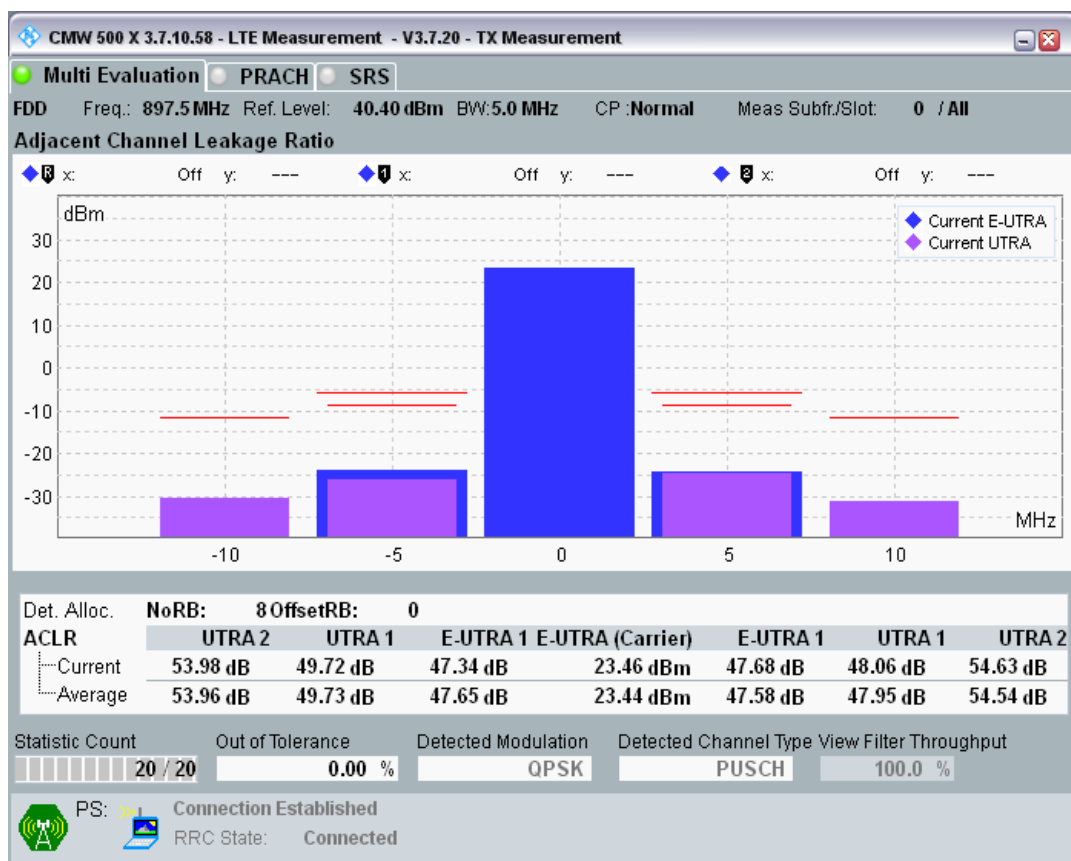 CMW 500 X 3.7.10.58 - LTE Measurement - V3.7.20 - TX Measurement
Multi Evaluation PRACH SRS
FDD Freq.: 897.5 MHz Ref. Level: 40.40 dBm BW:5.0 MHz CP :Normal Meas Subfr./Slot: 0 / All
Adjacent Channel Leakage Ratio
R x: Off y: --- 1 x: Off y: --- 2 x: Off y: ---
dBm
Current E-UTRA
Current UTRA
30
20
10
0
-10
-20
-30
MHz
-10 -5 0 5 10
Det. Alloc. NoRB: 8 OffsetRB: 0
ACLR UTRA 2 UTRA 1 E-UTRA 1 E-UTRA (Carrier) E-UTRA 1 UTRA 1 UTRA 2
Current 53.98 dB 49.72 dB 47.34 dB 23.46 dBm 47.68 dB 48.06 dB 54.63 dB
Average 53.96 dB 49.73 dB 47.65 dB 23.44 dBm 47.58 dB 47.95 dB 54.54 dB
Statistic Count Out of Tolerance Detected Modulation Detected Channel Type View Filter Throughput
20 / 20 0.00 % QPSK PUSCH 100.0 %
PS: Connection Established
RRC State: Connected